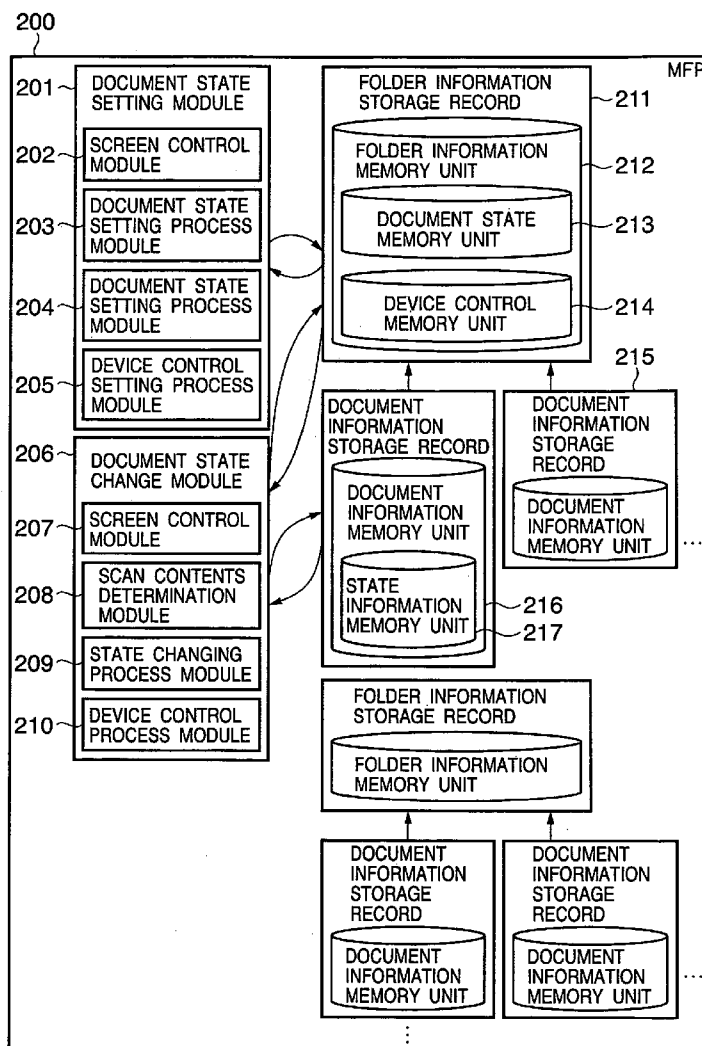 200
MFP
201
DOCUMENT STATE
SETTING MODULE
202
SCREEN CONTROL
MODULE
203
DOCUMENT STATE
SETTING PROCESS
MODULE
204
DOCUMENT STATE
SETTING PROCESS
MODULE
205
DEVICE CONTROL
SETTING PROCESS
MODULE
206
DOCUMENT STATE
CHANGE MODULE
207
SCREEN CONTROL
MODULE
208
SCAN CONTENTS
DETERMINATION
MODULE
209
STATE CHANGING
PROCESS MODULE
210
DEVICE CONTROL
PROCESS MODULE
FOLDER INFORMATION
STORAGE RECORD
211
FOLDER INFORMATION
MEMORY UNIT
212
DOCUMENT STATE
MEMORY UNIT
213
DEVICE CONTROL
MEMORY UNIT
214
215
DOCUMENT
INFORMATION
STORAGE RECORD
DOCUMENT
INFORMATION
MEMORY UNIT
STATE
INFORMATION
MEMORY UNIT
216
217
DOCUMENT
INFORMATION
STORAGE
RECORD
DOCUMENT
INFORMATION
MEMORY UNIT
...
FOLDER INFORMATION
STORAGE RECORD
FOLDER INFORMATION
MEMORY UNIT
DOCUMENT
INFORMATION
STORAGE
RECORD
DOCUMENT
INFORMATION
MEMORY UNIT
...
DOCUMENT
INFORMATION
STORAGE
RECORD
DOCUMENT
INFORMATION
MEMORY UNIT
...